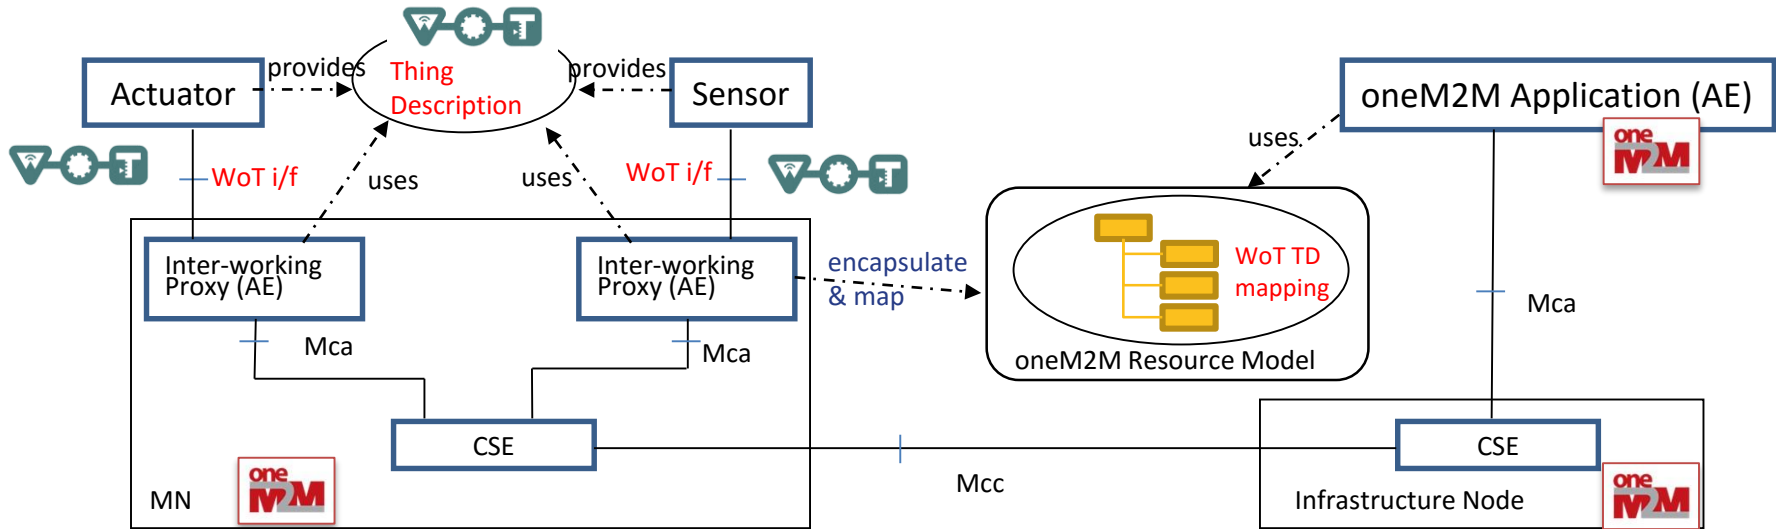 W T
provides
provides
Thing
Description
Actuator
Sensor
oneM2M Application (AE)
one
M2M
uses
W T
WoT i/f
uses
uses
WoT i/f
W T
Inter-working
Proxy (AE)
Inter-working
Proxy (AE)
encapsulate
& map
WoT TD
mapping
oneM2M Resource Model
Mca
Mca
Mca
CSE
CSE
Mcc
MN
one
M2M
Infrastructure Node
one
M2M